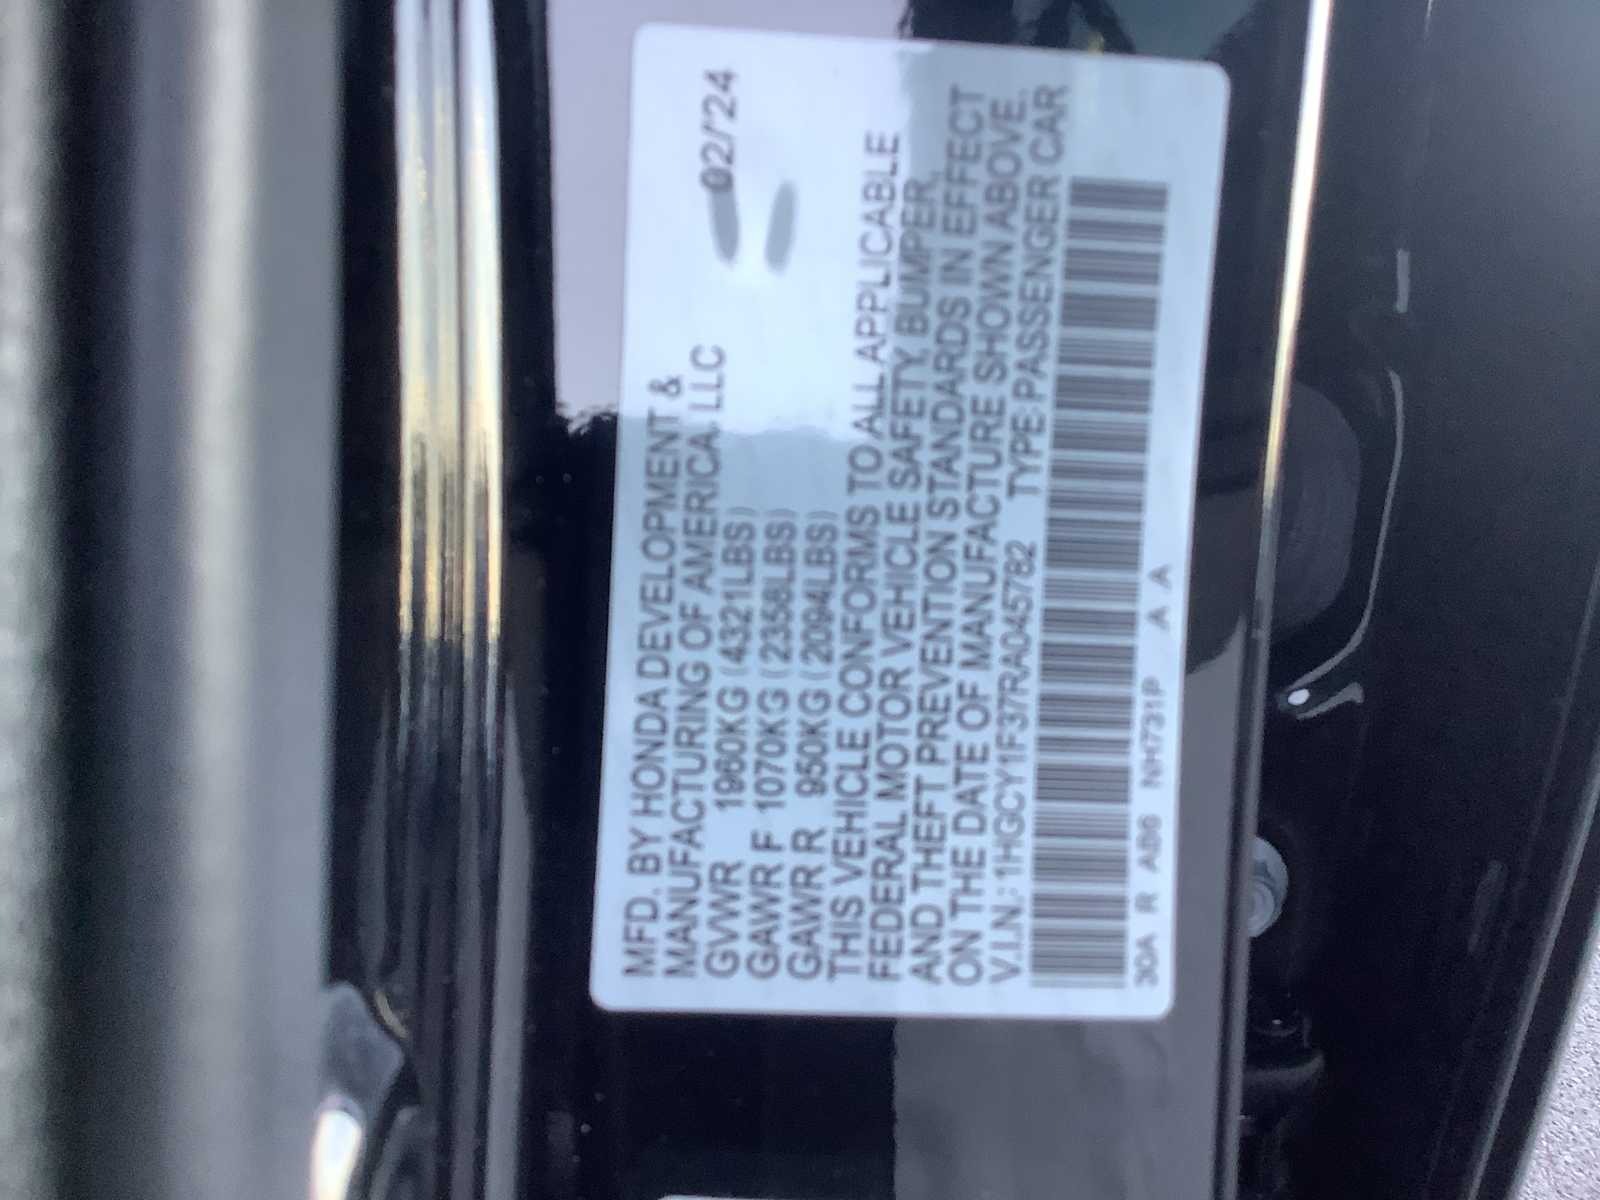 MFD. BY HONDA DEVELOPMENT &
MANUFACTURING OF AMERICA, LLC 02/24
GVWR 1960KG (4321LBS)
GAWR F 1070KG (2358LBS)
GAWR R 950KG (2094LBS)
THIS VEHICLE CONFORMS TO ALL APPLICABLE
FEDERAL MOTOR VEHICLE SAFETY, BUMPER,
AND THEFT PREVENTION STANDARDS IN EFFECT
ON THE DATE OF MANUFACTURE SHOWN ABOVE.
V.I.N.: 1HGCY1F37RA045782 TYPE:PASSENGER CAR
30A R AB6 NH731P A A